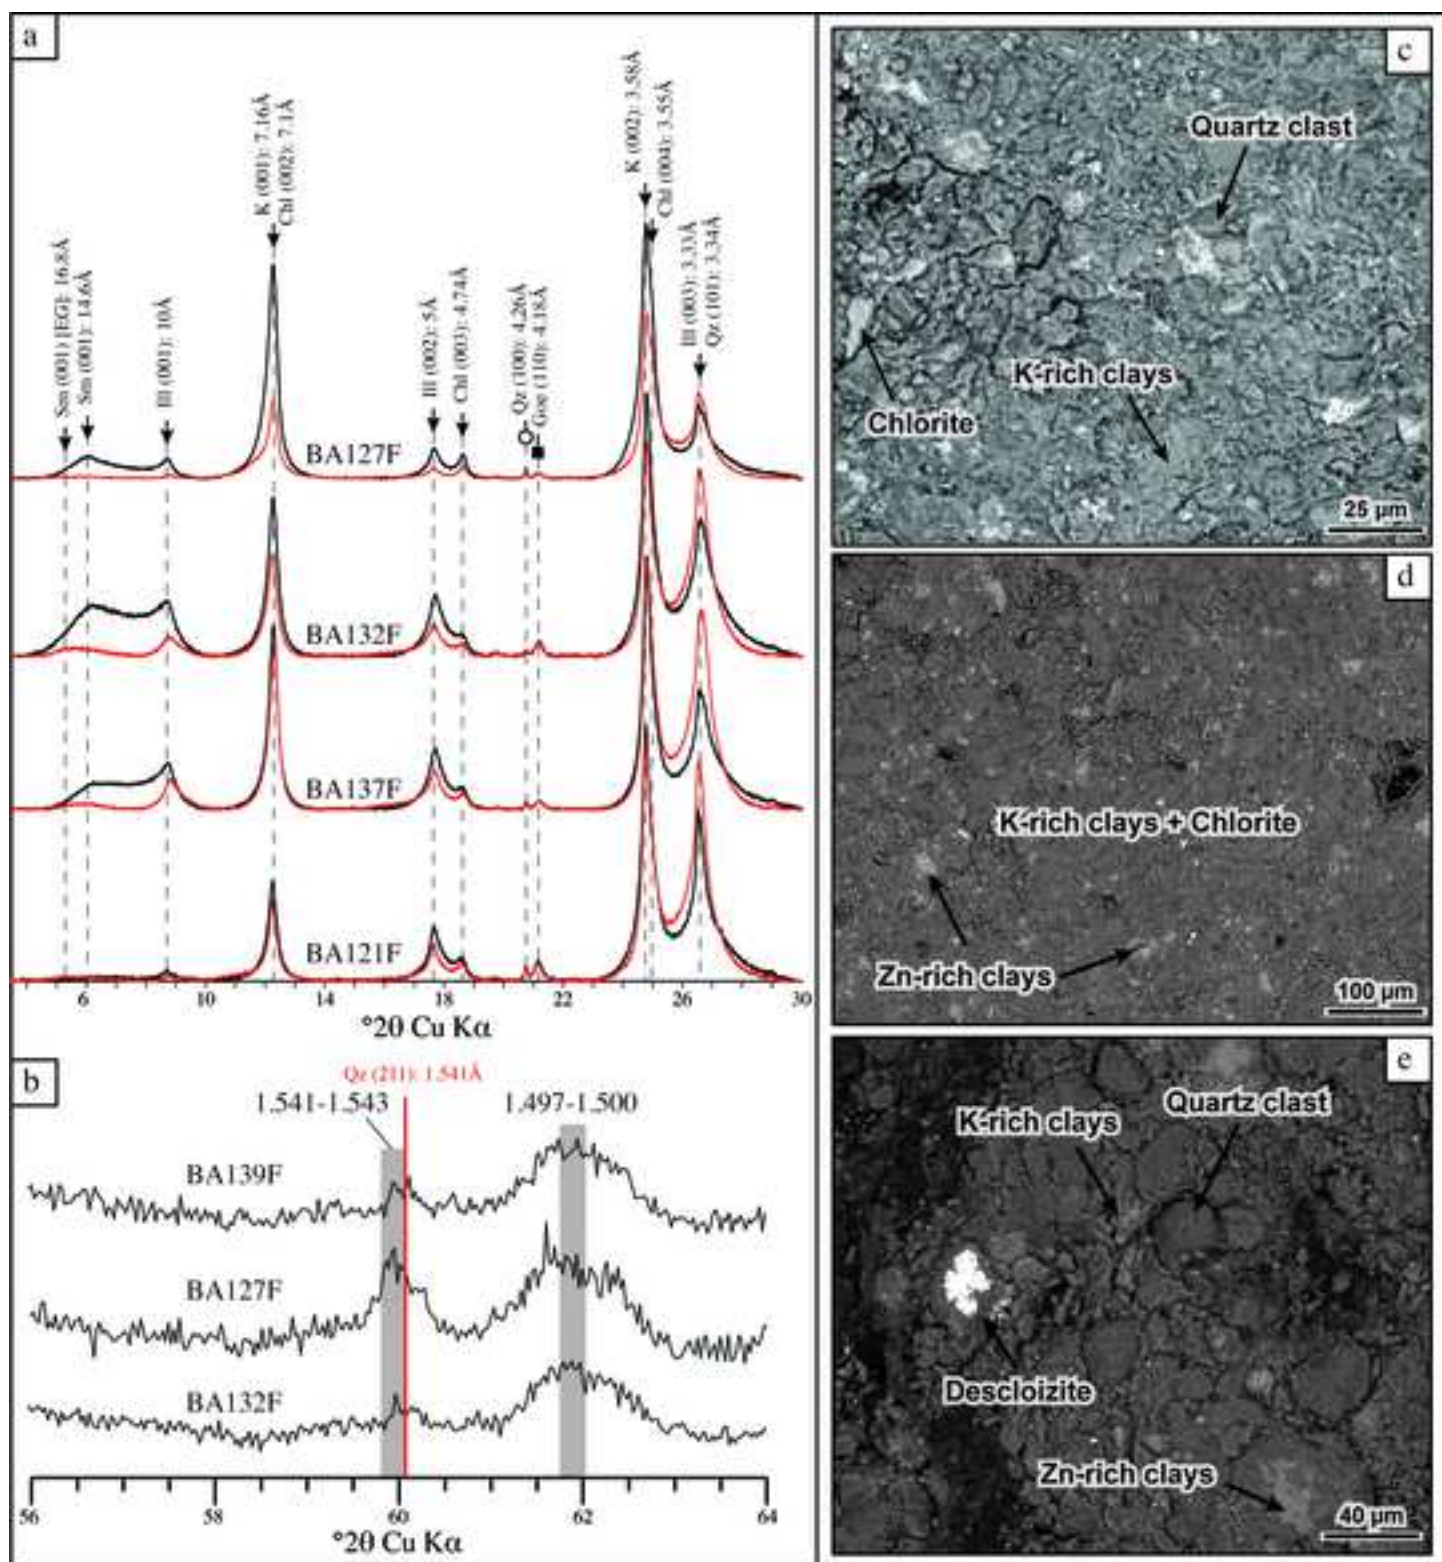 a
Sm (001) [EG]: 16.8Å
Sm (001): 14.6Å
Ill (001): 10Å
K (001): 7.16Å
Chl (002): 7.1Å
Ill (002): 5Å
Chl (003): 4.74Å
Qz (100): 4.26Å
Goe (110): 4.18Å
K (002): 3.58Å
Chl (004): 3.55Å
Ill (003): 3.33Å
Qz (101): 3.34Å
BA127F
BA132F
BA137F
BA121F
6 10 14 18 22 26 30
°2θ Cu Kα
b
Qz (211): 1.541Å
1.541-1.543 1.497-1.500
BA139F
BA127F
BA132F
56 58 60 62 64
°2θ Cu Kα
c
Quartz clast
K-rich clays
Chlorite
25 µm
d
K-rich clays + Chlorite
Zn-rich clays
100 µm
e
K-rich clays
Quartz clast
Descloizite
Zn-rich clays
40 µm